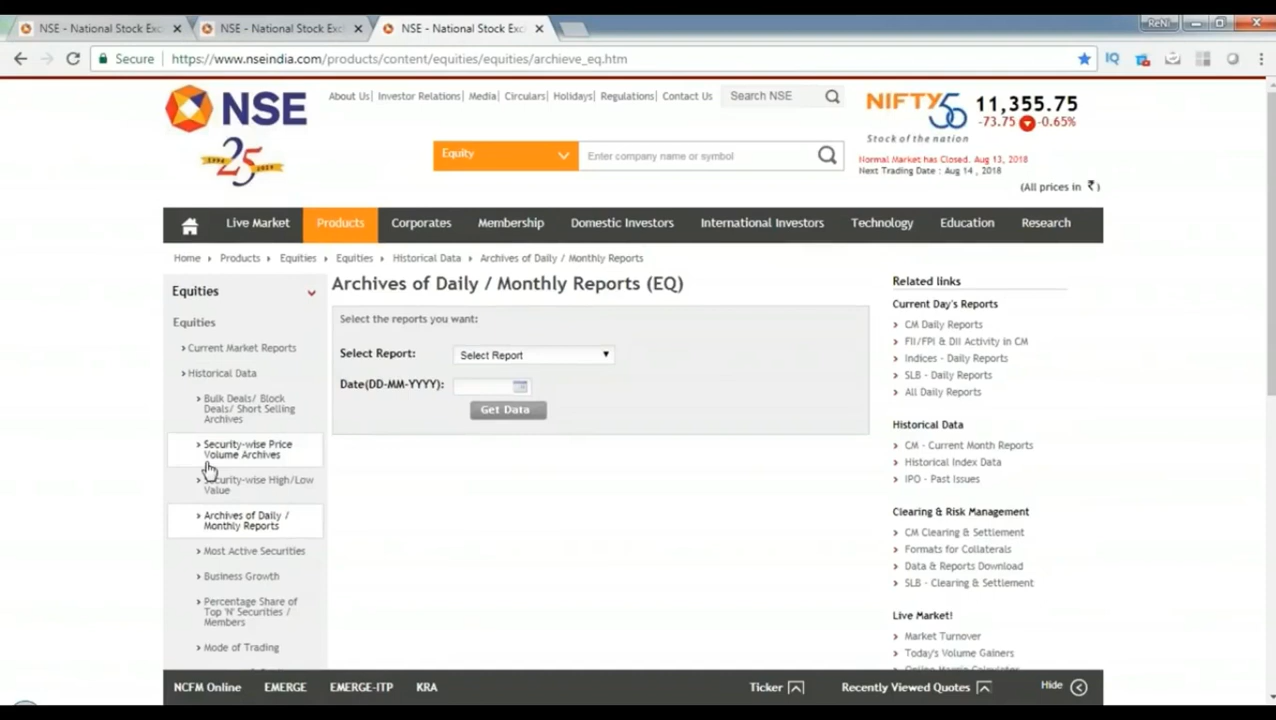 NSE - National Stock Exc
NSE - National Stock Exc
NSE - National Stock Exc
ReNi
Secure
https://www.nseindia.com/products/content/equities/equities/archieve_eq.htm
IQ
NSE
25
About Us| Investor Relations| Media| Circulars| Holidays| Regulations| Contact Us
Search NSE
NIFTY 50
Stock of the nation
11,355.75
-73.75 -0.65%
Equity
Enter company name or symbol
Normal Market has Closed. Aug 13, 2018
Next Trading Date : Aug 14 , 2018
(All prices in ₹ )
Live Market Products Corporates Membership Domestic Investors International Investors Technology Education Research
Home Products Equities Equities Historical Data Archives of Daily / Monthly Reports
Equities
Equities
Current Market Reports
Historical Data
Bulk Deals/ Block
Deals/ Short Selling
Archives
Security-wise Price
Volume Archives
Security-wise High/Low
Value
Archives of Daily /
Monthly Reports
Most Active Securities
Business Growth
Percentage Share of
Top 'N' Securities /
Members
Mode of Trading
Archives of Daily / Monthly Reports (EQ)
Select the reports you want:
Select Report:
Select Report
Date(DD-MM-YYYY):
Get Data
Related links
Current Day's Reports
CM Daily Reports
FII/FPI & DII Activity in CM
Indices - Daily Reports
SLB - Daily Reports
All Daily Reports
Historical Data
CM - Current Month Reports
Historical Index Data
IPO - Past Issues
Clearing & Risk Management
CM Clearing & Settlement
Formats for Collaterals
Data & Reports Download
SLB - Clearing & Settlement
Live Market!
Market Turnover
Today's Volume Gainers
Online Margin Calculator
NCFM Online EMERGE EMERGE-ITP KRA
Ticker
Recently Viewed Quotes
Hide